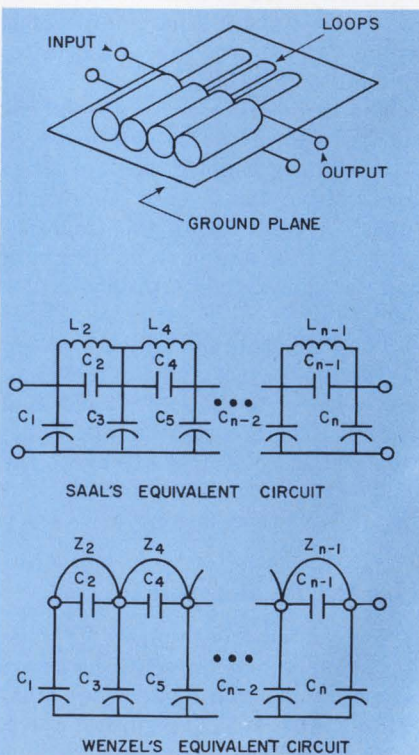 LOOPS
INPUT
OUTPUT
GROUND PLANE
L2 L4 Ln-1
C2 C4 Cn-1
C1 C3 C5 Cn-2 Cn
SAAL'S EQUIVALENT CIRCUIT
Z2 Z4 Zn-1
C2 C4 Cn-1
C1 C3 C5 Cn-2 Cn
WENZEL'S EQUIVALENT CIRCUIT